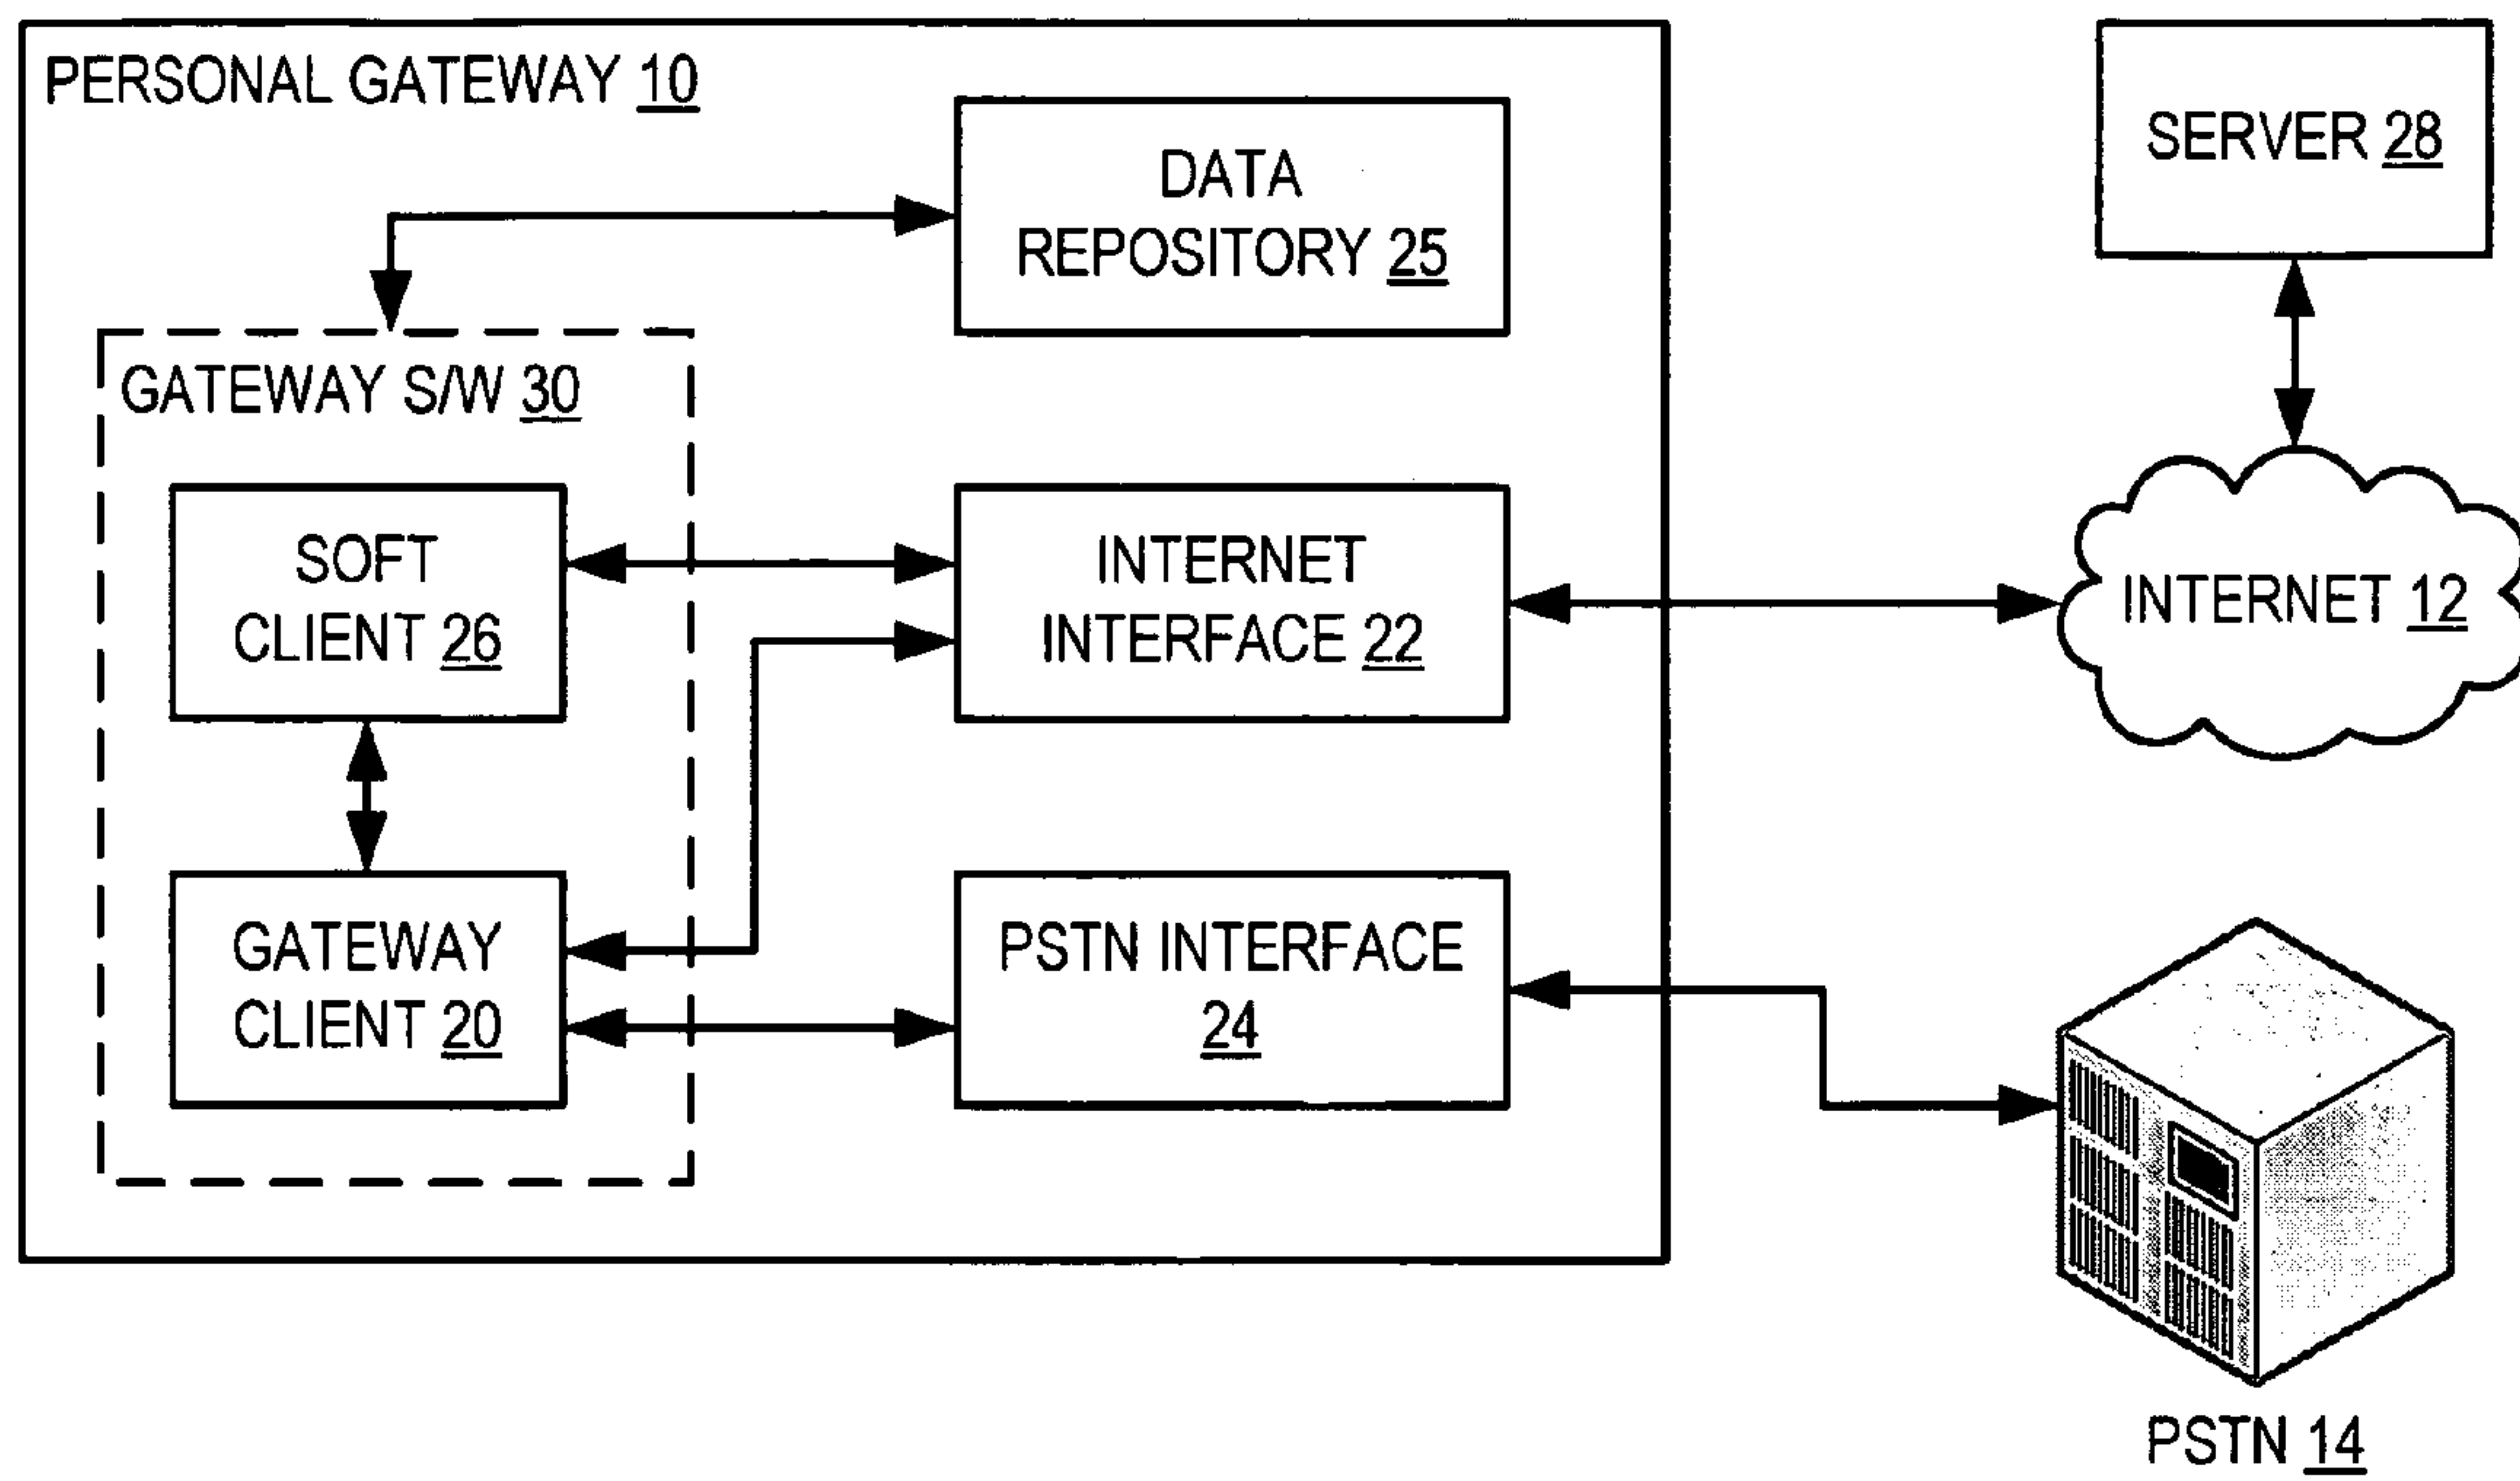 PERSONAL GATEWAY 10
DATA
REPOSITORY 25
SERVER 28
GATEWAY S/W 30
SOFT
CLIENT 26
INTERNET
INTERFACE 22
INTERNET 12
GATEWAY
CLIENT 20
PSTN INTERFACE
24
PSTN 14